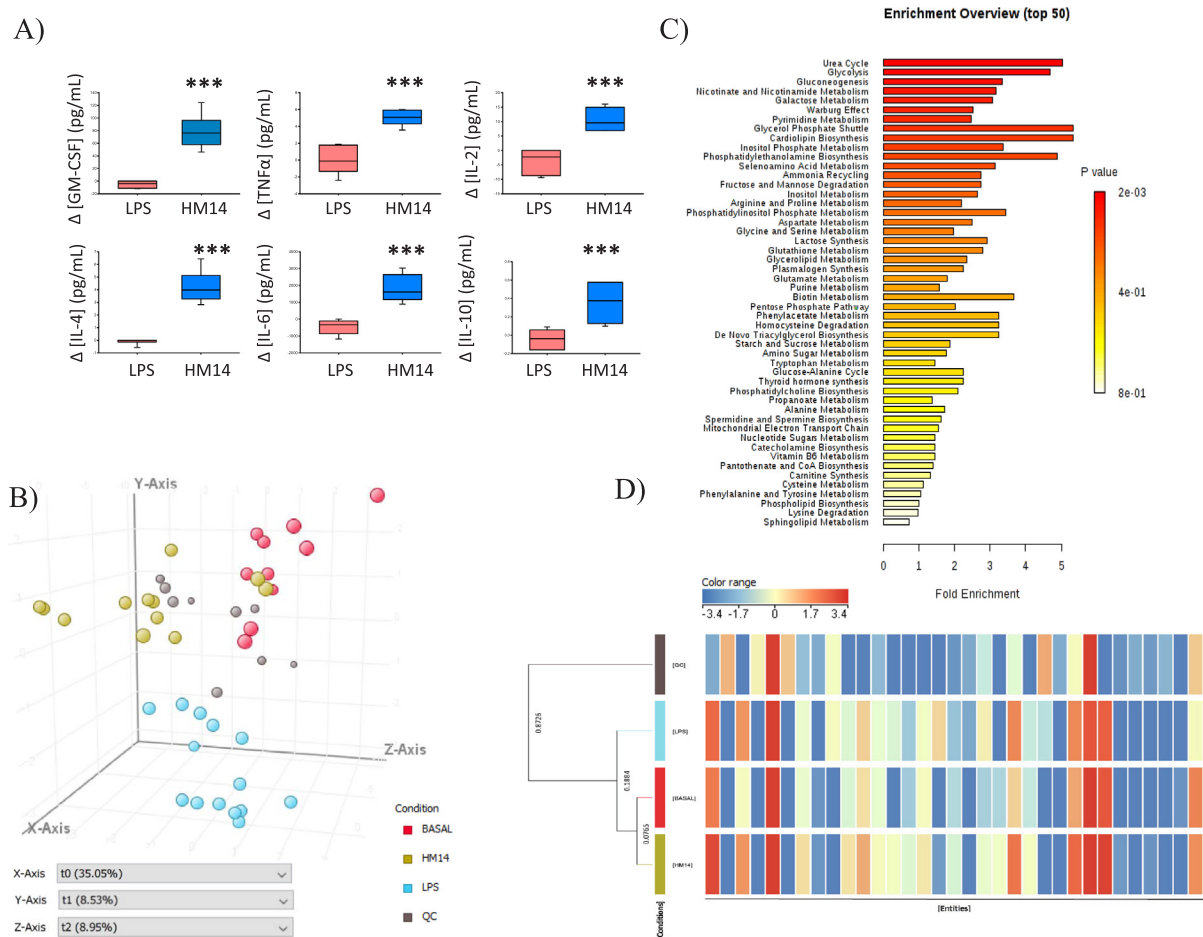 A)
Δ [GM-CSF] (pg/mL)
***
LPS HM14
Δ [TNFα] (pg/mL)
***
LPS HM14
Δ [IL-2] (pg/mL)
***
LPS HM14
Δ [IL-4] (pg/mL)
***
LPS HM14
Δ [IL-6] (pg/mL)
***
LPS HM14
Δ [IL-10] (pg/mL)
***
LPS HM14
B)
Y-Axis
Z-Axis
X-Axis
Condition
BASAL
HM14
LPS
QC
X-Axis t0 (35.05%)
Y-Axis t1 (8.53%)
Z-Axis t2 (8.95%)
C)
Enrichment Overview (top 50)
Urea Cycle
Glycolysis
Gluconeogenesis
Nicotinate and Nicotinamide Metabolism
Galactose Metabolism
Warburg Effect
Pyrimidine Metabolism
Glycerol Phosphate Shuttle
Cardiolipin Biosynthesis
Inositol Phosphate Metabolism
Phosphatidylethanolamine Biosynthesis
Selenoamino Acid Metabolism
Ammonia Recycling
Fructose and Mannose Degradation
Inositol Metabolism
Arginine and Proline Metabolism
Phosphatidylinositol Phosphate Metabolism
Aspartate Metabolism
Glycine and Serine Metabolism
Lactose Synthesis
Glutathione Metabolism
Glycerolipid Metabolism
Plasmalogen Synthesis
Glutamate Metabolism
Purine Metabolism
Biotin Metabolism
Pentose Phosphate Pathway
Phenylacetate Metabolism
Homocysteine Degradation
De Novo Triacylglycerol Biosynthesis
Starch and Sucrose Metabolism
Amino Sugar Metabolism
Tryptophan Metabolism
Glucose-Alanine Cycle
Thyroid hormone synthesis
Phosphatidylcholine Biosynthesis
Propanoate Metabolism
Alanine Metabolism
Spermidine and Spermine Biosynthesis
Mitochondrial Electron Transport Chain
Nucleotide Sugars Metabolism
Catecholamine Biosynthesis
Vitamin B6 Metabolism
Pantothenate and CoA Biosynthesis
Carnitine Synthesis
Cysteine Metabolism
Phenylalanine and Tyrosine Metabolism
Phospholipid Biosynthesis
Lysine Degradation
Sphingolipid Metabolism
0 1 2 3 4 5
Fold Enrichment
P value
2e-03
4e-01
8e-01
D)
Color range
-3.4 -1.7 0 1.7 3.4
0.8726
0.1884
0.0765
[QC]
[LPS]
[BASAL]
[HM14]
[Conditions]
[Entities]